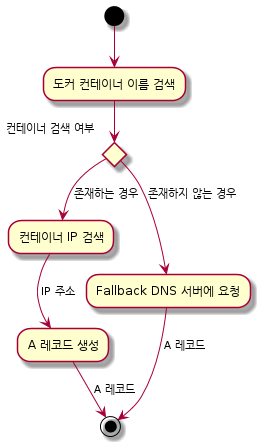 도커 컨테이너 이름 검색
컨테이너 검색 여부
존재하는 경우
존재하지 않는 경우
컨테이너 IP 검색
IP 주소
Fallback DNS 서버에 요청
A 레코드 생성
A 레코드
A 레코드